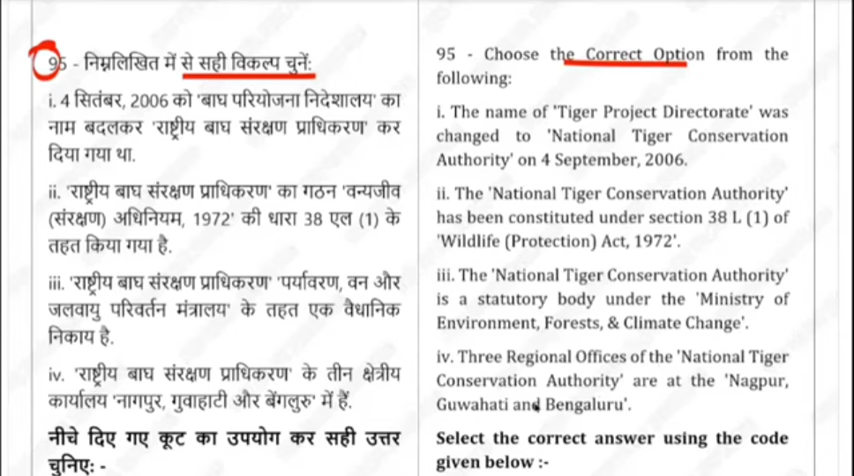 95 - निम्नलिखित में से सही विकल्प चुनें:
i. 4 सितंबर, 2006 को 'बाघ परियोजना निदेशालय' का
नाम बदलकर 'राष्ट्रीय बाघ संरक्षण प्राधिकरण' कर
दिया गया था.
ii. 'राष्ट्रीय बाघ संरक्षण प्राधिकरण' का गठन 'वन्यजीव
(संरक्षण) अधिनियम, 1972' की धारा 38 एल (1) के
तहत किया गया है.
iii. 'राष्ट्रीय बाघ संरक्षण प्राधिकरण' 'पर्यावरण, वन और
जलवायु परिवर्तन मंत्रालय' के तहत एक वैधानिक
निकाय है.
iv. 'राष्ट्रीय बाघ संरक्षण प्राधिकरण' के तीन क्षेत्रीय
कार्यालय 'नागपुर, गुवाहाटी और बेंगलुरु' में हैं.
नीचे दिए गए कूट का उपयोग कर सही उत्तर
चुनिए: -
95 - Choose the Correct Option from the
following:
i. The name of 'Tiger Project Directorate' was
changed to 'National Tiger Conservation
Authority' on 4 September, 2006.
ii. The 'National Tiger Conservation Authority'
has been constituted under section 38 L (1) of
'Wildlife (Protection) Act, 1972'.
iii. The 'National Tiger Conservation Authority'
is a statutory body under the 'Ministry of
Environment, Forests, & Climate Change'.
iv. Three Regional Offices of the 'National Tiger
Conservation Authority' are at the 'Nagpur,
Guwahati and Bengaluru'.
Select the correct answer using the code
given below :-